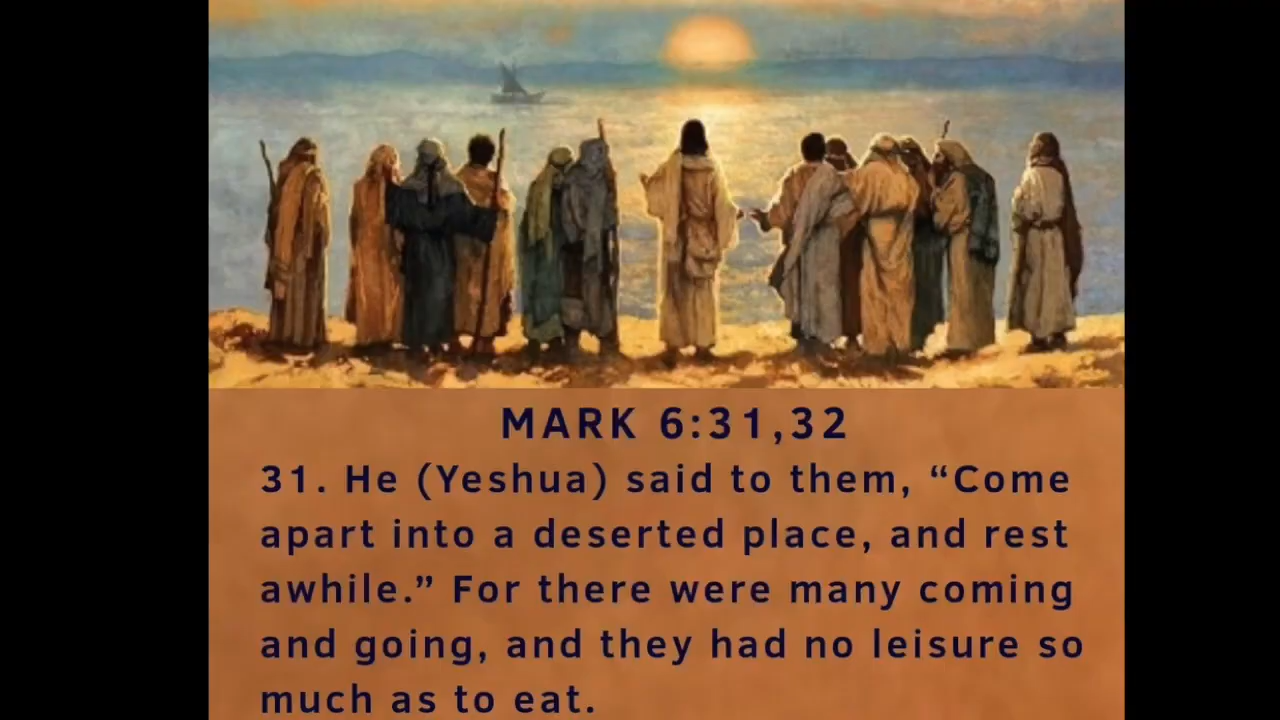 MARK 6:31,32
31. He (Yeshua) said to them, “Come
apart into a deserted place, and rest
awhile.” For there were many coming
and going, and they had no leisure so
much as to eat.